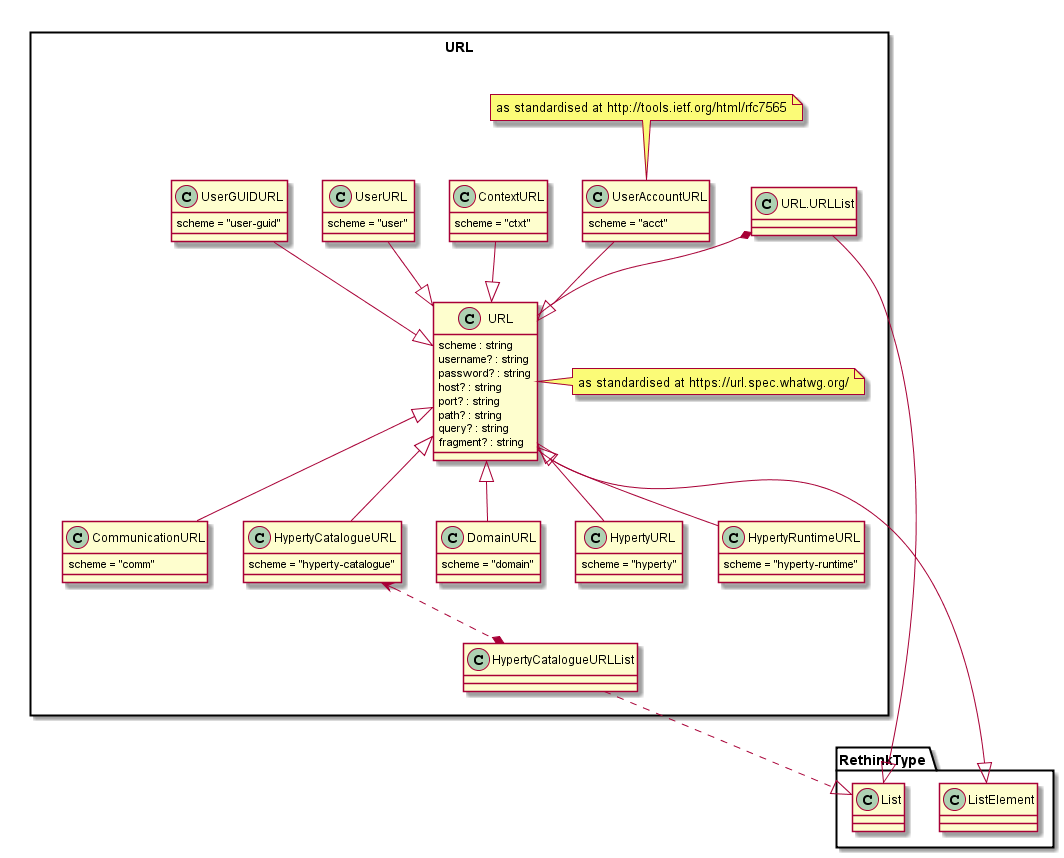 URL
as standardised at http://tools.ietf.org/html/rfc7565
C UserGUIDURL
scheme = "user-guid"
C UserURL
scheme = "user"
C ContextURL
scheme = "ctxt"
C UserAccountURL
scheme = "acct"
C URL.URLList
C URL
scheme : string
username? : string
password? : string
host? : string
port? : string
path? : string
query? : string
fragment? : string
as standardised at https://url.spec.whatwg.org/
C CommunicationURL
scheme = "comm"
C HypertyCatalogueURL
scheme = "hyperty-catalogue"
C DomainURL
scheme = "domain"
C HypertyURL
scheme = "hyperty"
C HypertyRuntimeURL
scheme = "hyperty-runtime"
C HypertyCatalogueURLList
RethinkType
C List
C ListElement